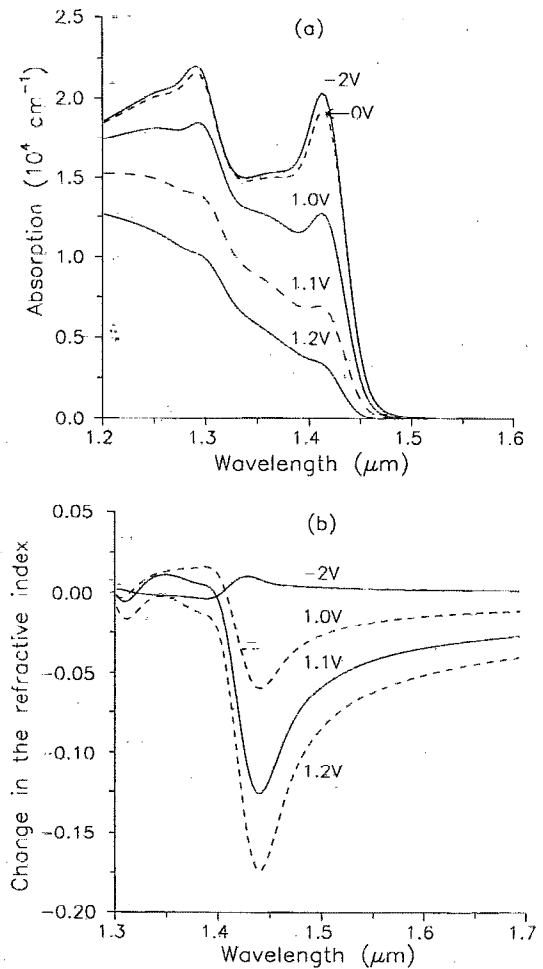 (a)
2.5
2.0
1.5
1.0
0.5
0.0
Absorption (10⁴ cm⁻¹)
−2V
0V
1.0V
1.1V
1.2V
1.2 1.3 1.4 1.5 1.6
Wavelength (μm)
(b)
0.05
0.00
−0.05
−0.10
−0.15
−0.20
Change in the refractive index
−2V
1.0V
1.1V
1.2V
1.3 1.4 1.5 1.6 1.7
Wavelength (μm)